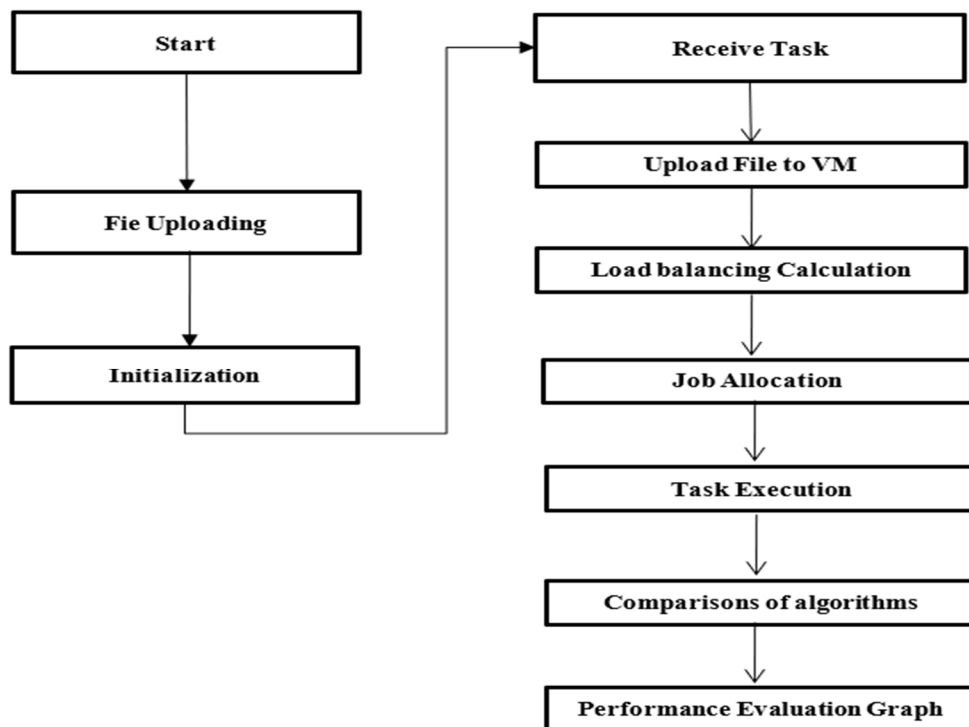 Start
Fie Uploading
Initialization
Receive Task
Upload File to VM
Load balancing Calculation
Job Allocation
Task Execution
Comparisons of algorithms
Performance Evaluation Graph